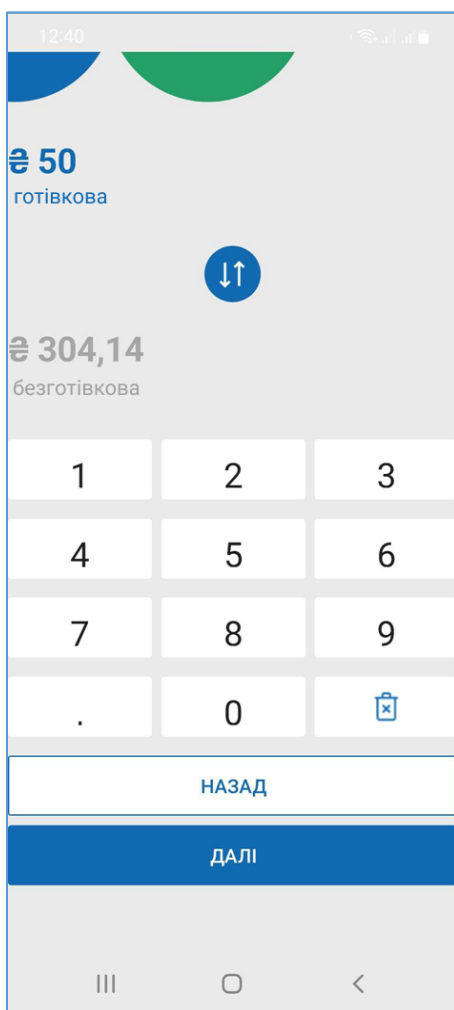 12:40
₴ 50
готівкова
₴ 304,14
безготівкова
1 2 3
4 5 6
7 8 9
. 0
НАЗАД
ДАЛІ